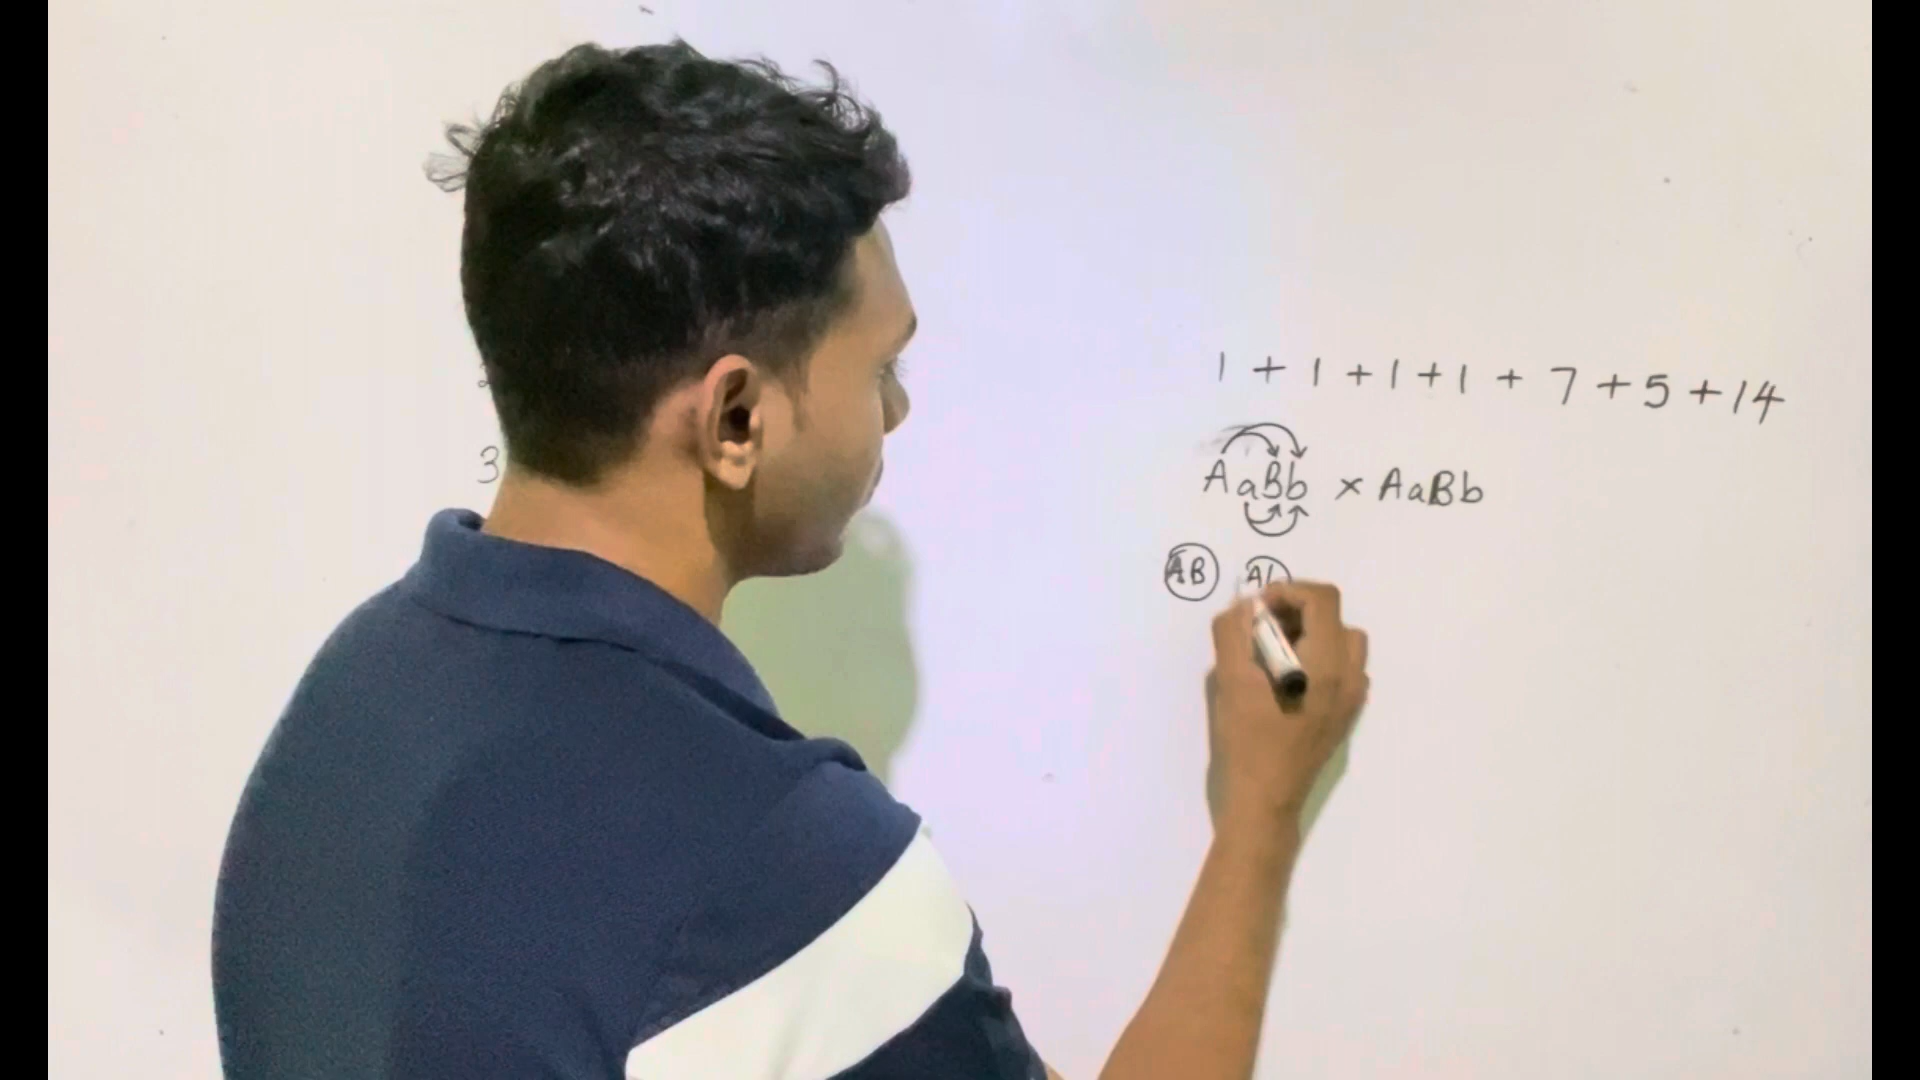 1 + 1 + 1 + 1 + 7 + 5 + 14
3
AaBb × AaBb
AB Ab